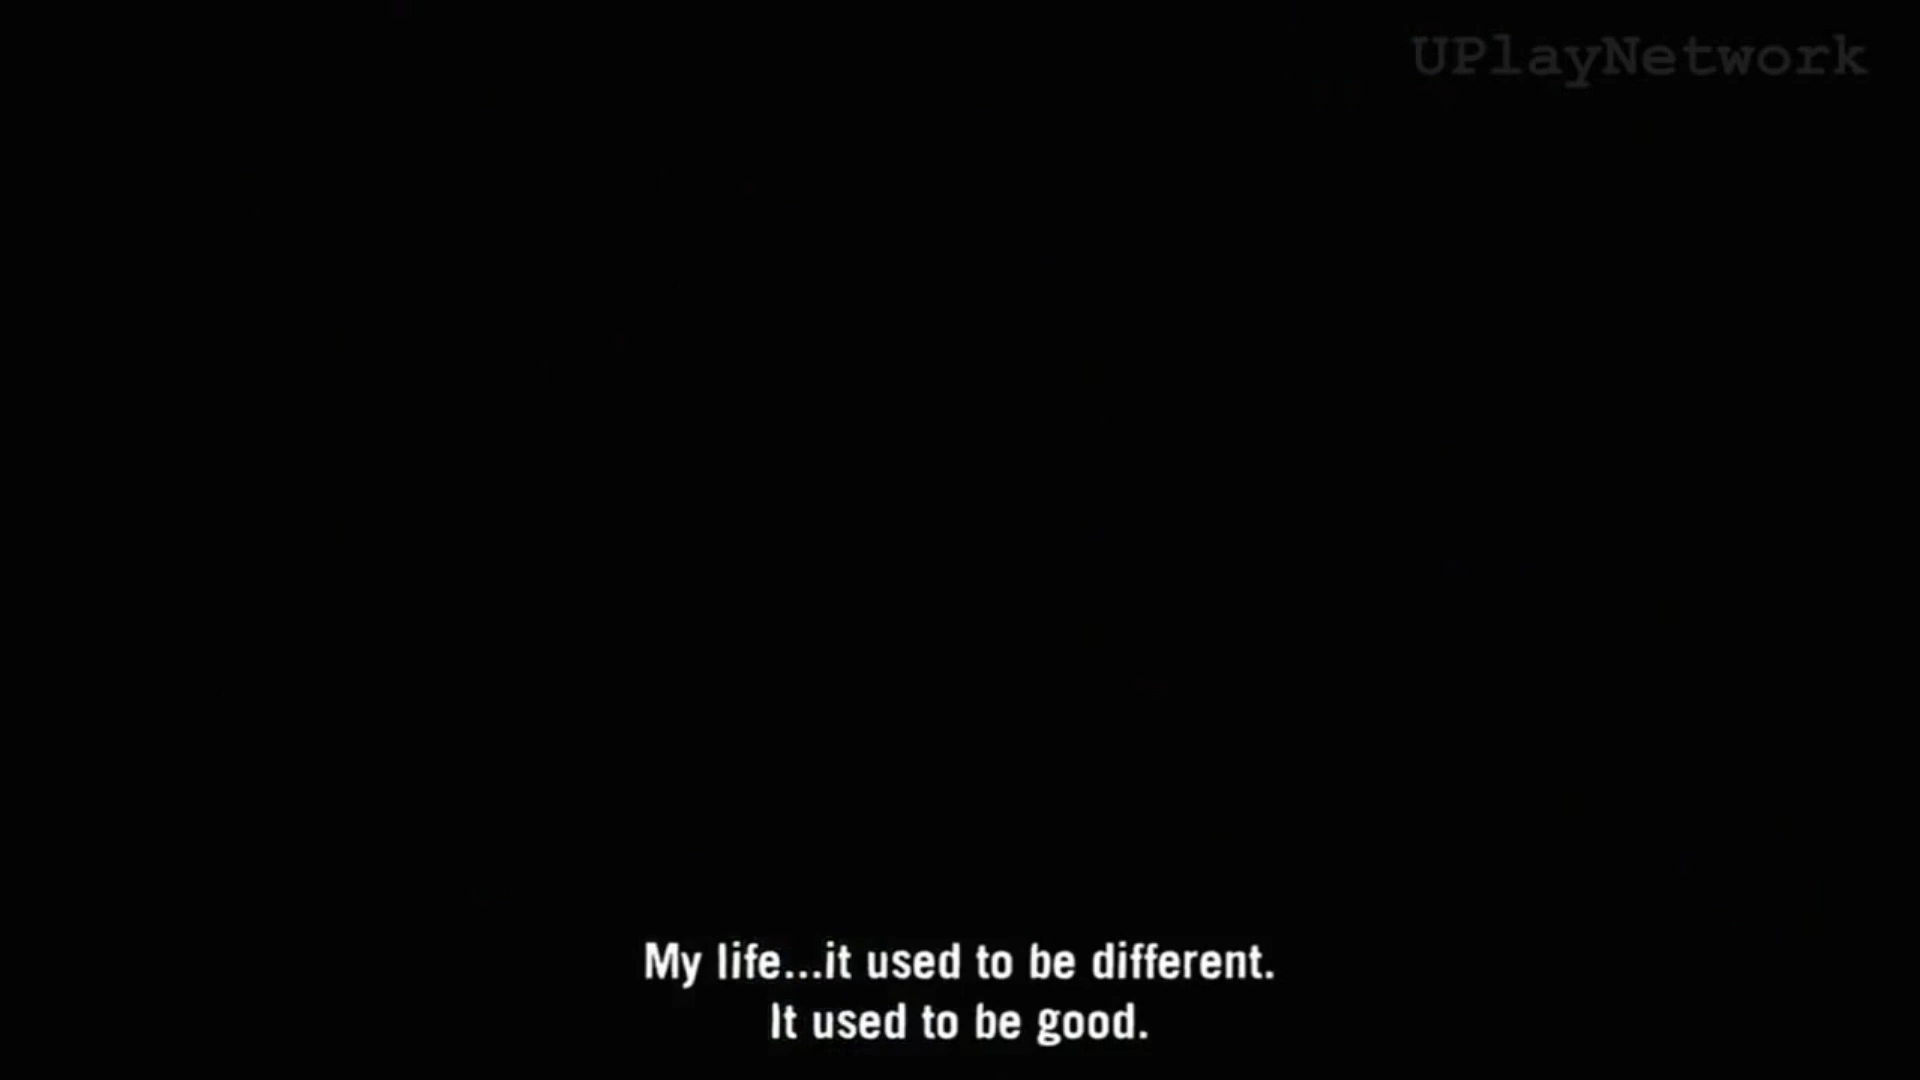 UPlayNetwork
My life...it used to be different.
It used to be good.